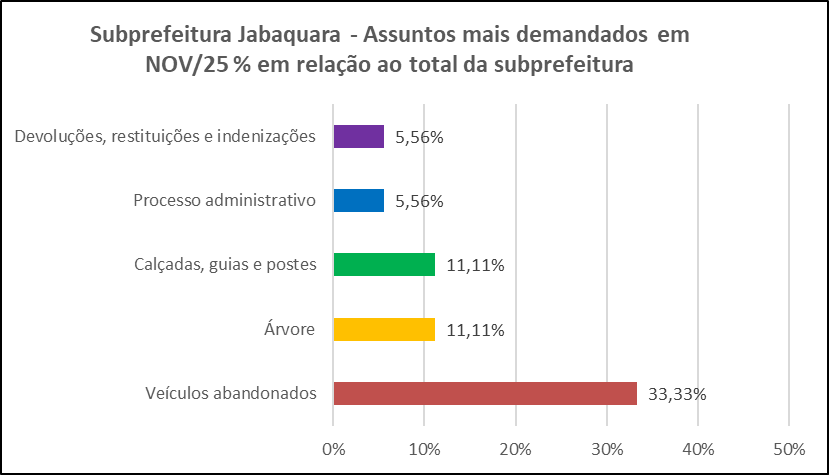 Subprefeitura Jabaquara - Assuntos mais demandados em
NOV/25 % em relação ao total da subprefeitura
Devoluções, restituições e indenizações
5,56%
Processo administrativo
5,56%
Calçadas, guias e postes
11,11%
Árvore
11,11%
Veículos abandonados
33,33%
0% 10% 20% 30% 40% 50%